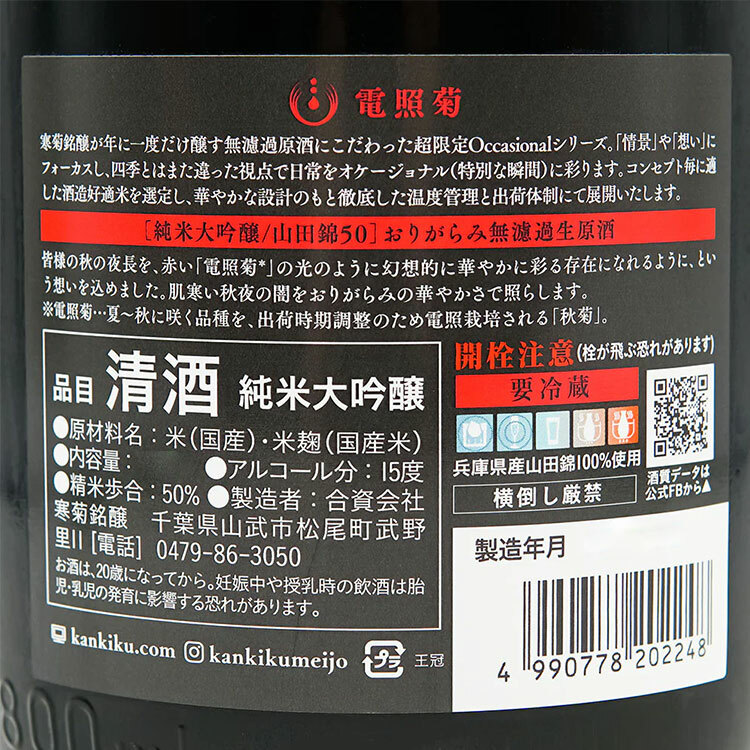 電照菊
寒菊銘醸が年に一度だけ醸す無濾過原酒にこだわった超限定Occasionalシリーズ。「情景」や「想い」に
フォーカスし、四季とはまた違った視点で日常をオケージョナル(特別な瞬間)に彩ります。コンセプト毎に適
した酒造好適米を選定し、華やかな設計のもと徹底した温度管理と出荷体制にて展開いたします。
[純米大吟醸/山田錦50]おりがらみ無濾過生原酒
皆様の秋の夜長を、赤い「電照菊*」の光のように幻想的に華やかに彩る存在になれるように、とい
う想いを込めました。肌寒い秋夜の闇をおりがらみの華やかさで照らします。
※電照菊…夏〜秋に咲く品種を、出荷時期調整のため電照栽培される「秋菊」。
品目 清酒 純米大吟醸
●原材料名:米(国産)・米麹(国産米)
●内容量: ●アルコール分:15度
●精米歩合:50% ●製造者:合資会社
寒菊銘醸 千葉県山武市松尾町武野
里11 [電話] 0479-86-3050
お酒は、20歳になってから。妊娠中や授乳時の飲酒は胎
児・乳児の発育に影響する恐れがあります。
kankiku.com kankikumeijo プラ 王冠
開栓注意(栓が飛ぶ恐れがあります)
要冷蔵
兵庫県産山田錦100%使用
横倒し厳禁
酒質データは
公式FBから▲
製造年月
4 990778 202248
800